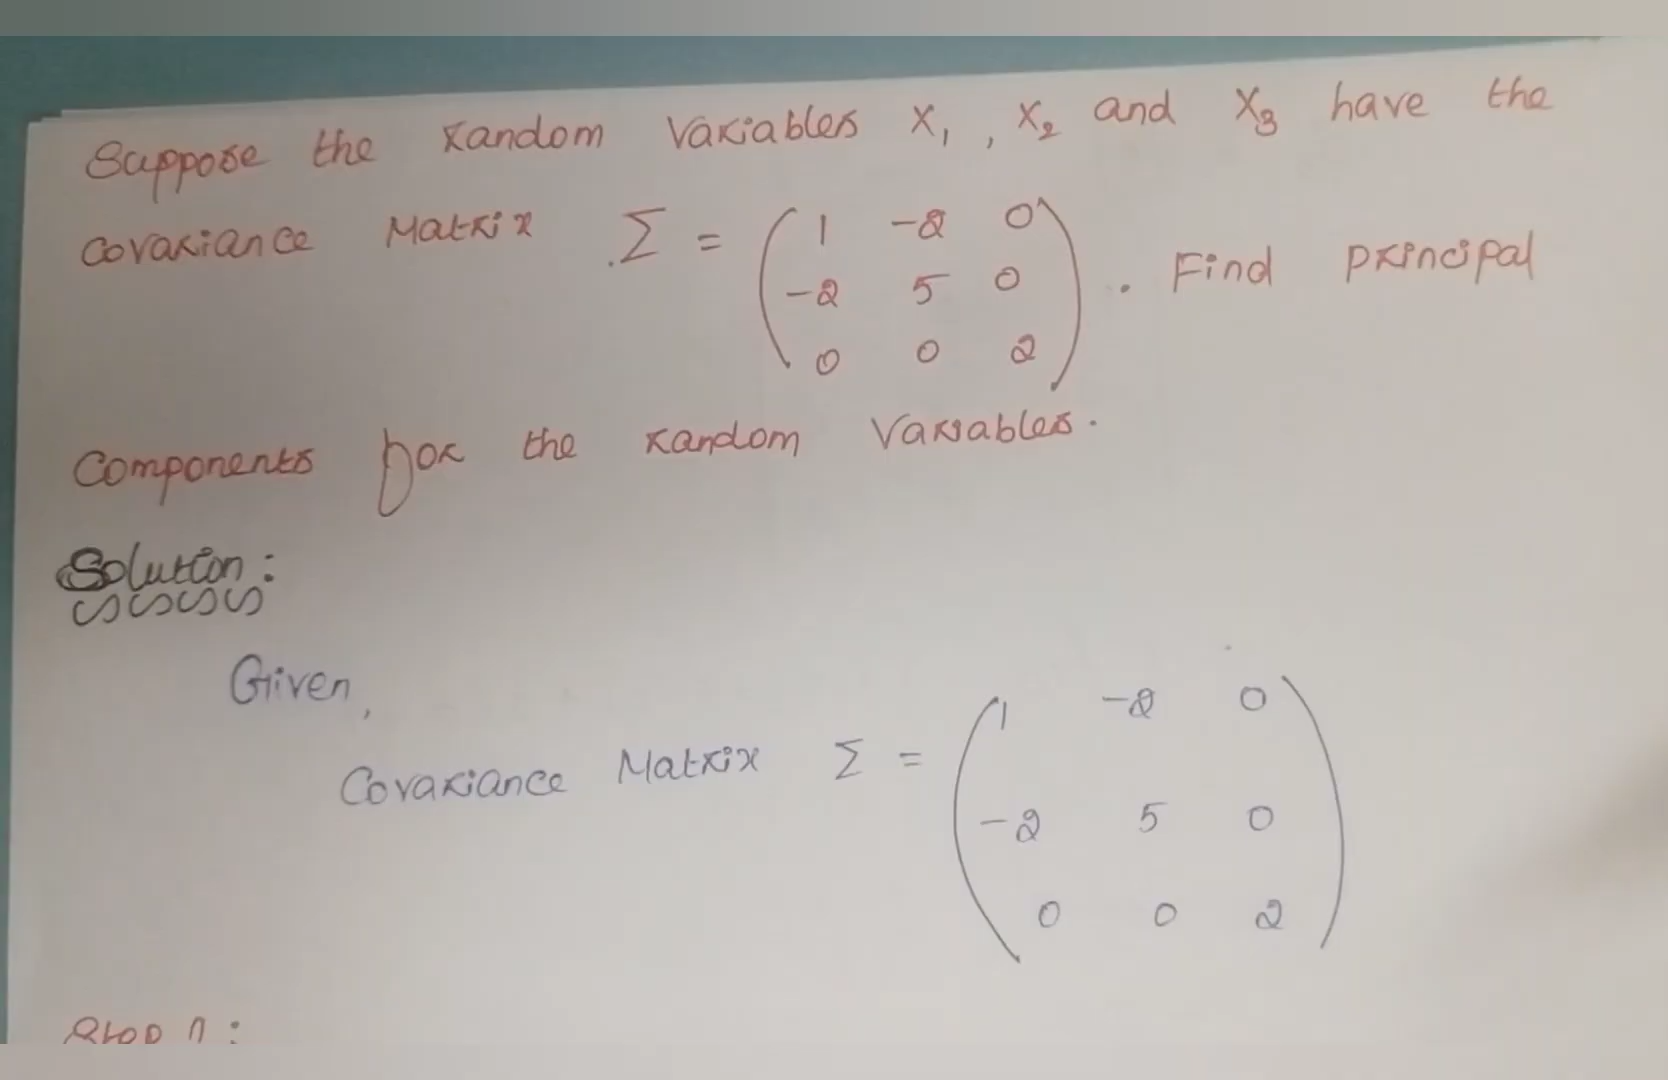 Suppose the random variables X₁, X₂ and X₃ have the
covariance Matrix Σ = ( 1 -2 0
-2 5 0
0 0 2 ). Find principal
components for the random variables.
Solution:
Given,
Covariance Matrix Σ = ( 1 -2 0
-2 5 0
0 0 2 )